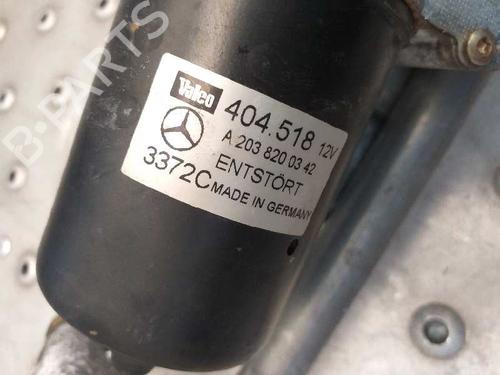 B-PARTS
Valeo
404.518 12V
A 203 820 03 42
ENTSTÖRT
3372C MADE IN GERMANY